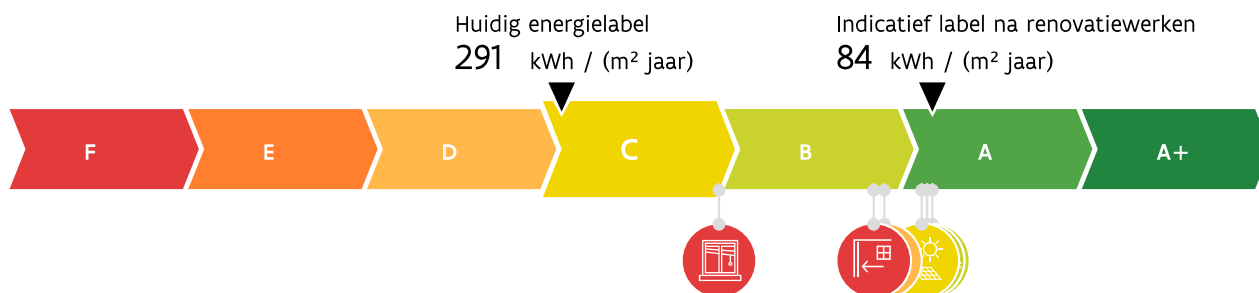 Huidig energielabel
291 kWh / (m² jaar)
Indicatief label na renovatiewerken
84 kWh / (m² jaar)
F E D C B A A+